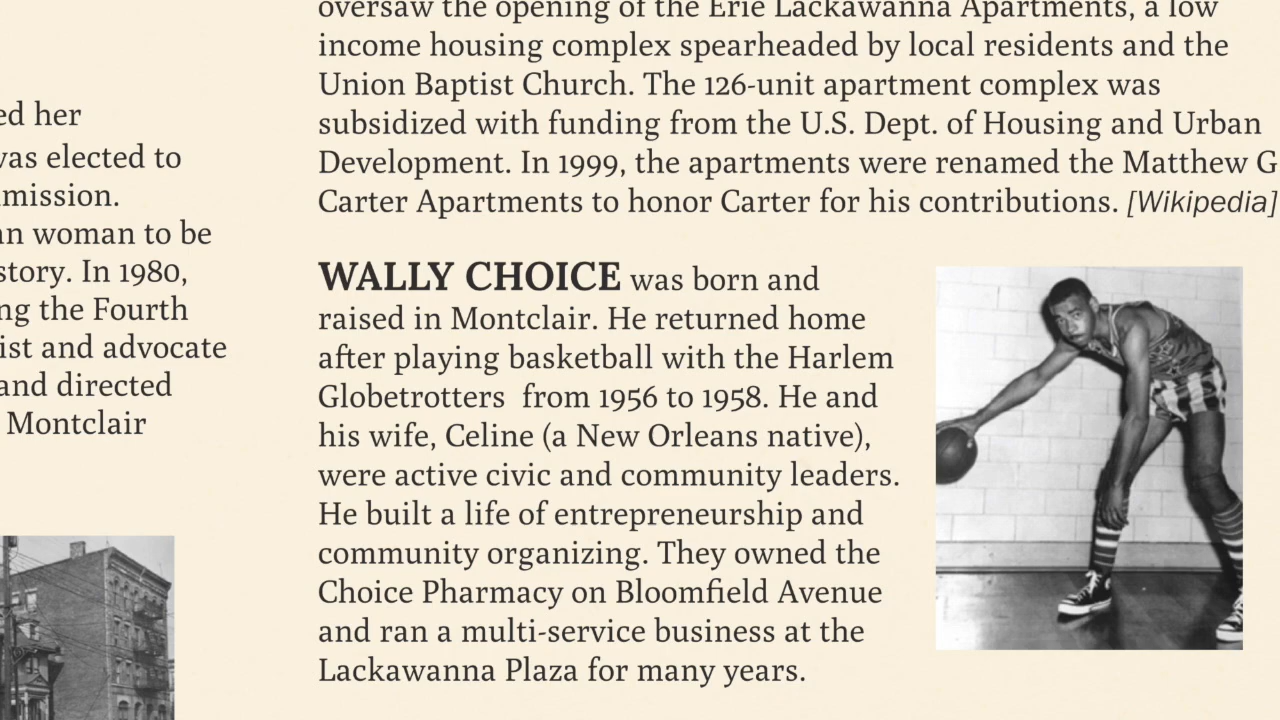 ed her
was elected to
mission.
an woman to be
story. In 1980,
ng the Fourth
ist and advocate
and directed
Montclair
oversaw the opening of the Erie Lackawanna Apartments, a low
income housing complex spearheaded by local residents and the
Union Baptist Church. The 126-unit apartment complex was
subsidized with funding from the U.S. Dept. of Housing and Urban
Development. In 1999, the apartments were renamed the Matthew G
Carter Apartments to honor Carter for his contributions. [Wikipedia]
WALLY CHOICE was born and
raised in Montclair. He returned home
after playing basketball with the Harlem
Globetrotters from 1956 to 1958. He and
his wife, Celine (a New Orleans native),
were active civic and community leaders.
He built a life of entrepreneurship and
community organizing. They owned the
Choice Pharmacy on Bloomfield Avenue
and ran a multi-service business at the
Lackawanna Plaza for many years.